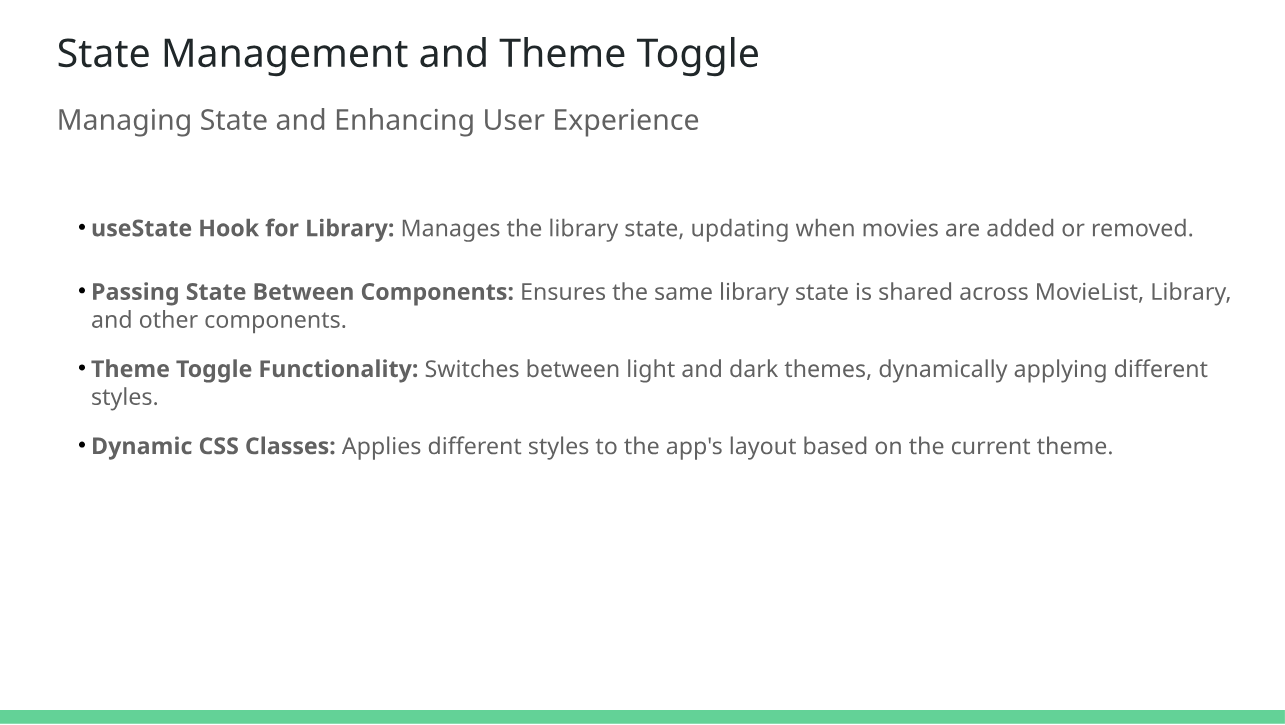 State Management and Theme Toggle
Managing State and Enhancing User Experience
• useState Hook for Library: Manages the library state, updating when movies are added or removed.
• Passing State Between Components: Ensures the same library state is shared across MovieList, Library,
and other components.
• Theme Toggle Functionality: Switches between light and dark themes, dynamically applying different
styles.
• Dynamic CSS Classes: Applies different styles to the app's layout based on the current theme.